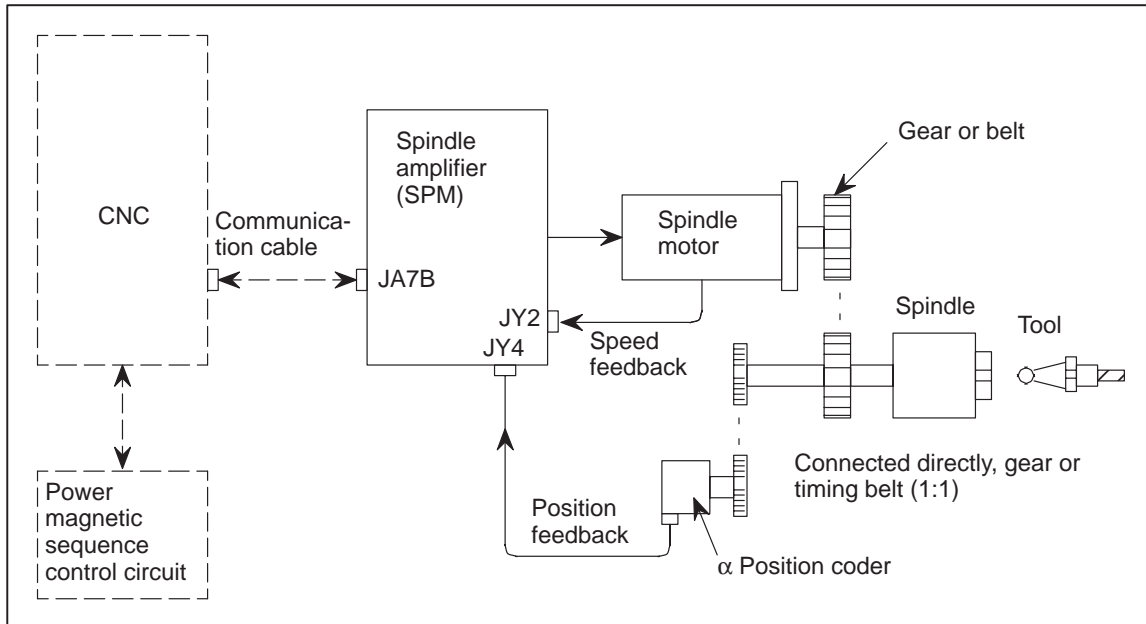 CNC
Communica-
tion cable
Spindle
amplifier
(SPM)
JA7B
JY2
JY4
Spindle
motor
Speed
feedback
Gear or belt
Spindle
Tool
Connected directly, gear or
timing belt (1:1)
Position
feedback
α Position coder
Power
magnetic
sequence
control circuit